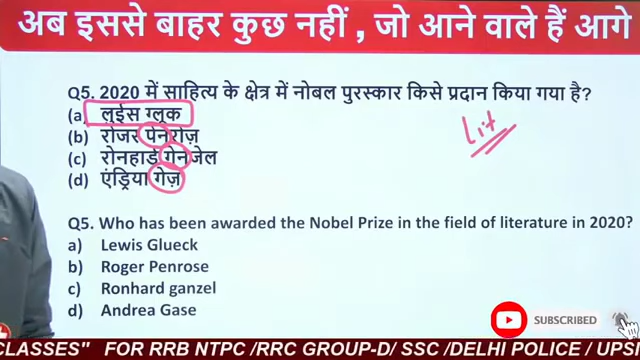 अब इससे बाहर कुछ नहीं , जो आने वाले हैं आगे
Q5. 2020 में साहित्य के क्षेत्र में नोबल पुरस्कार किसे प्रदान किया गया है?
(a) लूईस ग्लूक
(b) रोजर पेनरोज़
(c) रोनहार्ड गेनजेल
(d) एंड्रिया गेज़
Lit
Q5. Who has been awarded the Nobel Prize in the field of literature in 2020?
a) Lewis Glueck
b) Roger Penrose
c) Ronhard ganzel
d) Andrea Gase
SUBSCRIBED
CLASSES" FOR RRB NTPC /RRC GROUP-D/ SSC /DELHI POLICE / UPSI